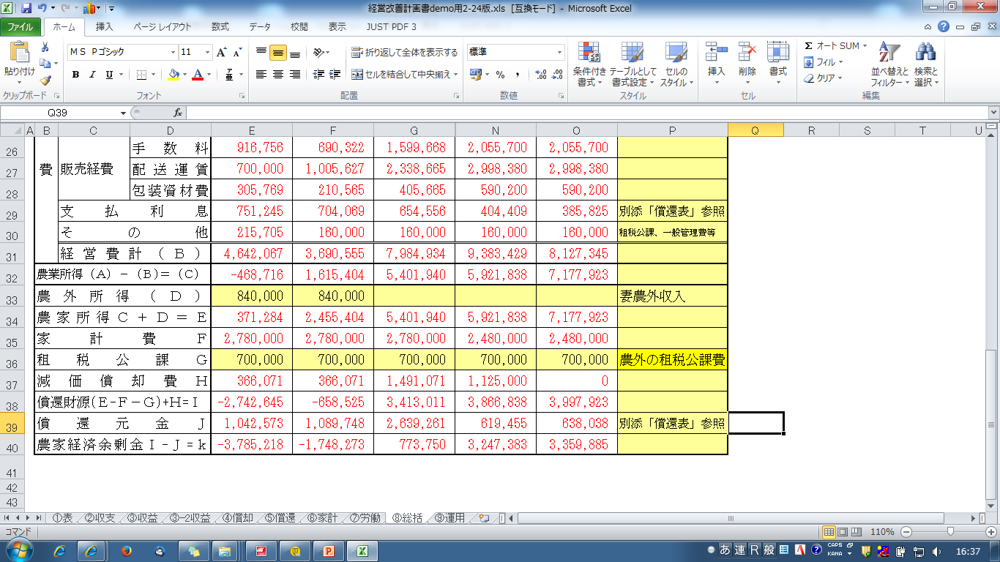 経営改善計画書demo用2-24版.xls [互換モード] - Microsoft Excel
ファイル ホーム 挿入 ページ レイアウト 数式 データ 校閲 表示 JUST PDF 3
貼り付け ＭＳ Ｐゴシック 11 折り返して全体を表示する 標準 条件付き書式 テーブルとして書式設定 セルのスタイル 挿入 削除 書式 Σ オート SUM フィル クリア 並べ替えとフィルター 検索と選択
B I U A 亜 セルを結合して中央揃え % ,
クリップボード フォント 配置 数値 スタイル セル 編集
Q39 fx
A B C D E F G N O P Q R S T U
26 手数料 916,756 690,322 1,599,668 2,055,700 2,055,700
27 費 販売経費 配送運賃 700,000 1,005,627 2,338,665 2,998,380 2,998,380
28 包装資材費 305,769 210,565 405,665 590,200 590,200
29 支払利息 751,245 704,069 654,556 404,409 385,825 別添「償還表」参照
30 その他 215,705 160,000 160,000 160,000 160,000 租税公課、一般管理費等
31 経営費計（Ｂ） 4,642,067 3,690,555 7,984,934 9,383,429 8,127,345
32 農業所得（A）－（B）＝（C） -468,716 1,615,404 5,401,940 5,921,838 7,177,923
33 農外所得（Ｄ） 840,000 840,000 妻農外収入
34 農家所得Ｃ＋Ｄ＝Ｅ 371,284 2,455,404 5,401,940 5,921,838 7,177,923
35 家計費Ｆ 2,780,000 2,780,000 2,780,000 2,480,000 2,480,000
36 租税公課Ｇ 700,000 700,000 700,000 700,000 700,000 農外の租税公課費
37 減価償却費Ｈ 366,071 366,071 1,491,071 1,125,000 0
38 償還財源(E-F－G)+H=I -2,742,645 -658,525 3,413,011 3,866,838 3,997,923
39 償還元金Ｊ 1,042,573 1,089,748 2,639,261 619,455 638,038 別添「償還表」参照
40 農家経済余剰金Ｉ-Ｊ=k -3,785,218 -1,748,273 773,750 3,247,383 3,359,885
41
42
43
①表 ②収支 ③収益 ③-2収益 ④償却 ⑤償還 ⑥家計 ⑦労働 ⑧総括 ⑨運用
コマンド 110%
あ 連 R 般 CAPS KANA 16:37